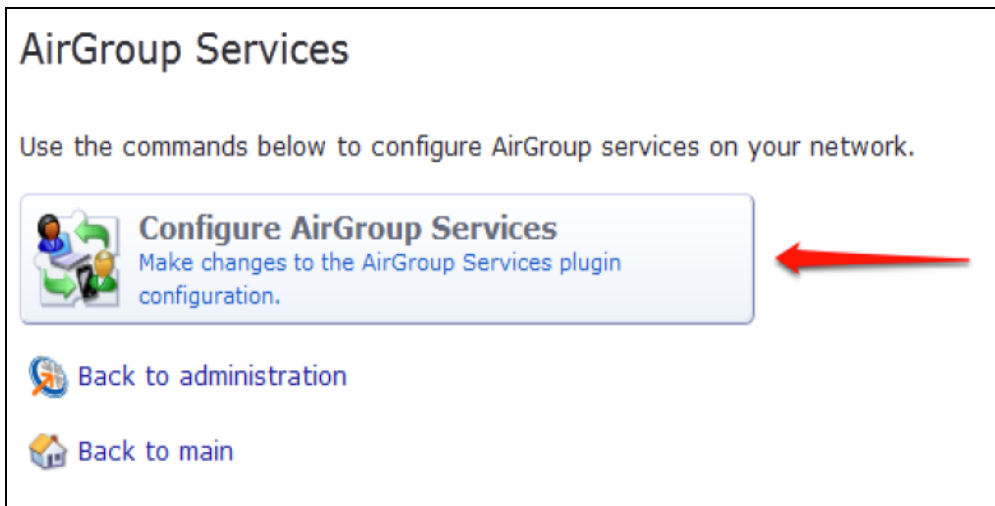 AirGroup Services
Use the commands below to configure AirGroup services on your network.
Configure AirGroup Services
Make changes to the AirGroup Services plugin
configuration.
Back to administration
Back to main